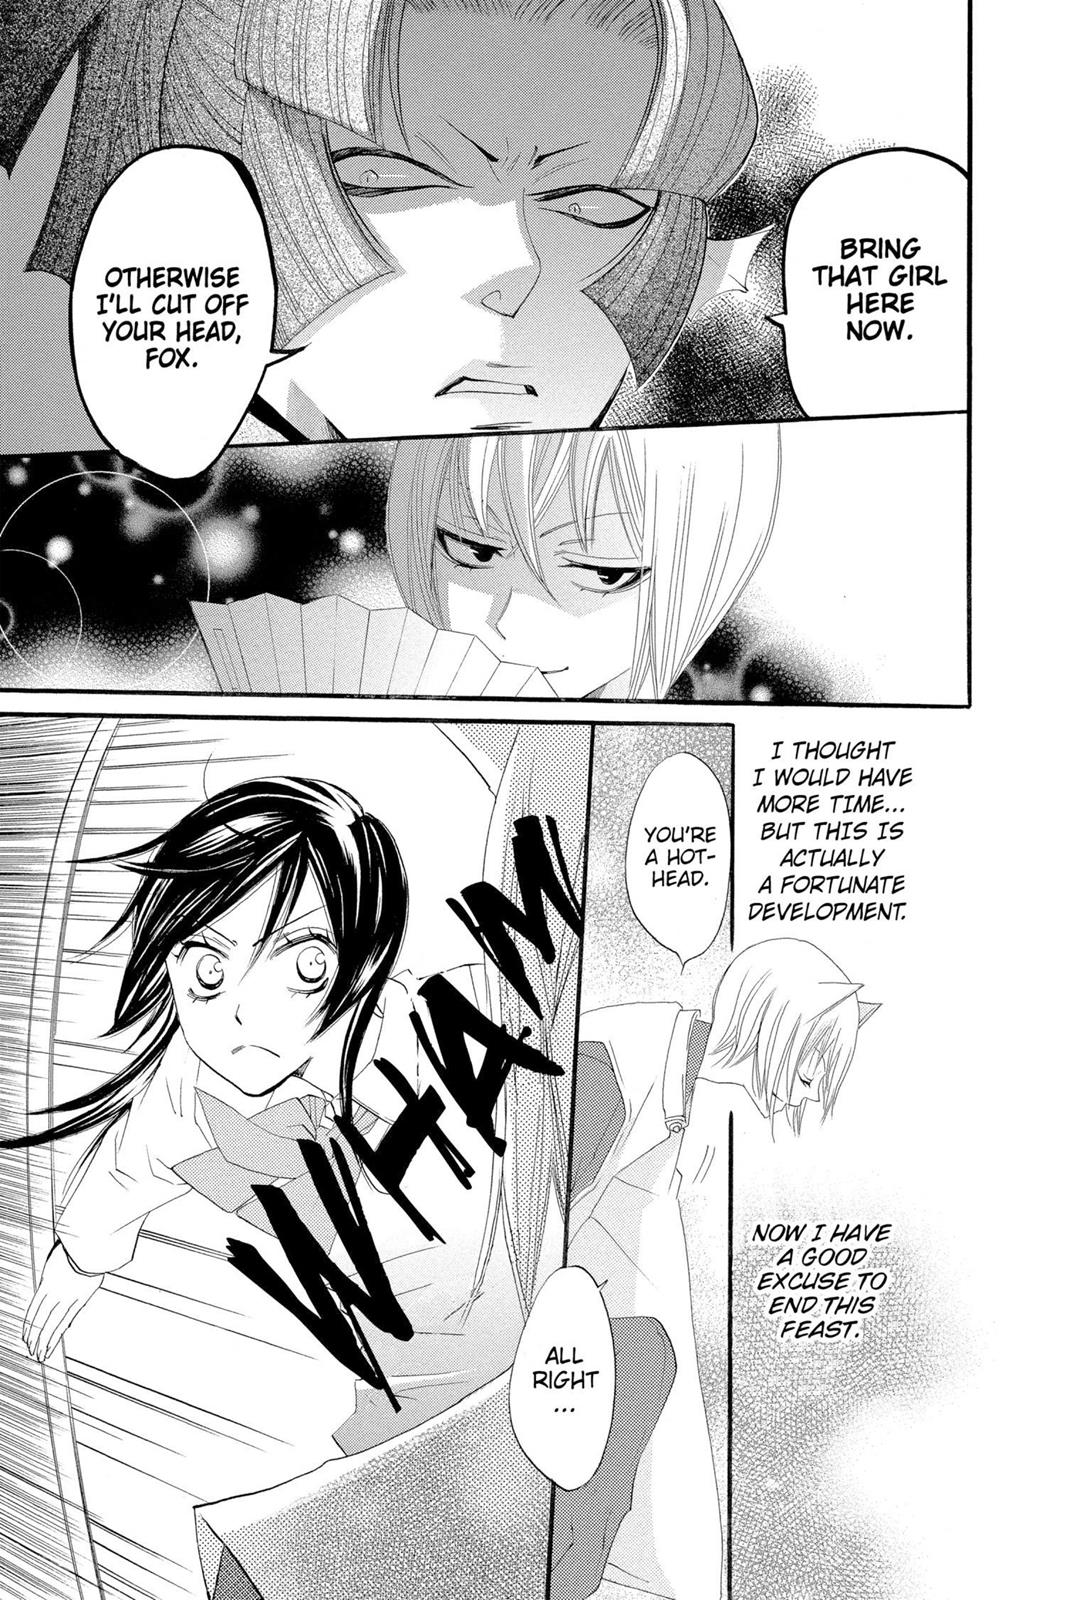 BRING
THAT GIRL
HERE
NOW.
OTHERWISE
I'LL CUT OFF
YOUR HEAD,
FOX.
I THOUGHT
I WOULD HAVE
MORE TIME...
BUT THIS IS
ACTUALLY
A FORTUNATE
DEVELOPMENT.
YOU'RE
A HOT-
HEAD.
NOW I HAVE
A GOOD
EXCUSE TO
END THIS
FEAST.
ALL
RIGHT
...
WHAM